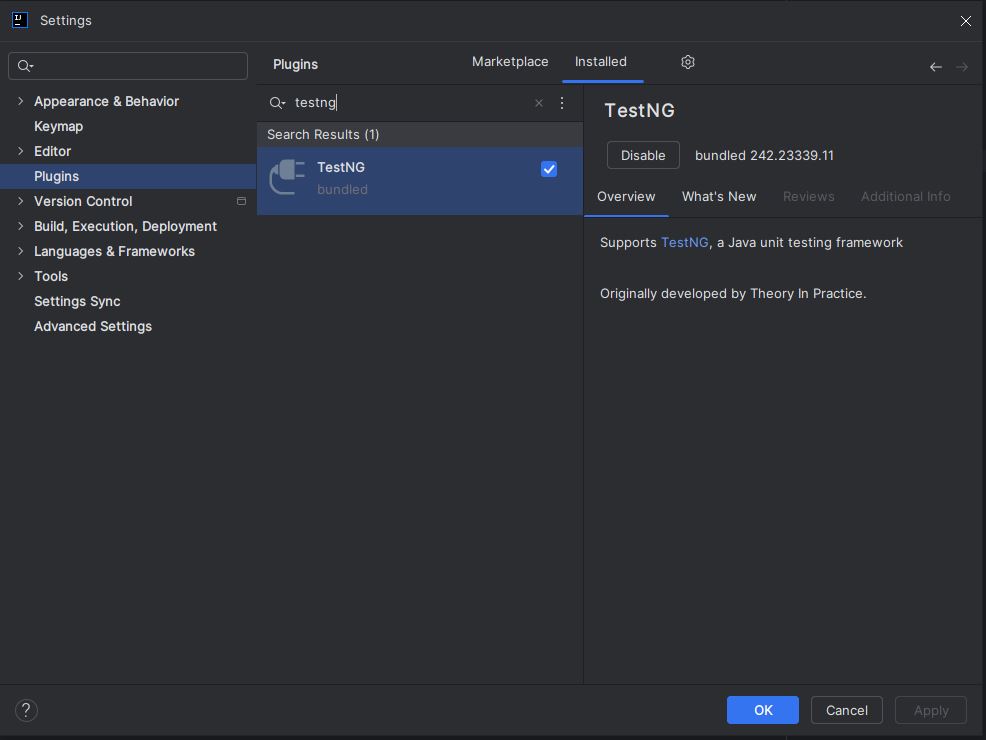 Settings
Appearance & Behavior
Keymap
Editor
Plugins
Version Control
Build, Execution, Deployment
Languages & Frameworks
Tools
Settings Sync
Advanced Settings
Plugins
Marketplace
Installed
testng
Search Results (1)
TestNG
bundled
TestNG
Disable
bundled 242.23339.11
Overview
What's New
Reviews
Additional Info
Supports TestNG, a Java unit testing framework
Originally developed by Theory In Practice.
?
OK
Cancel
Apply